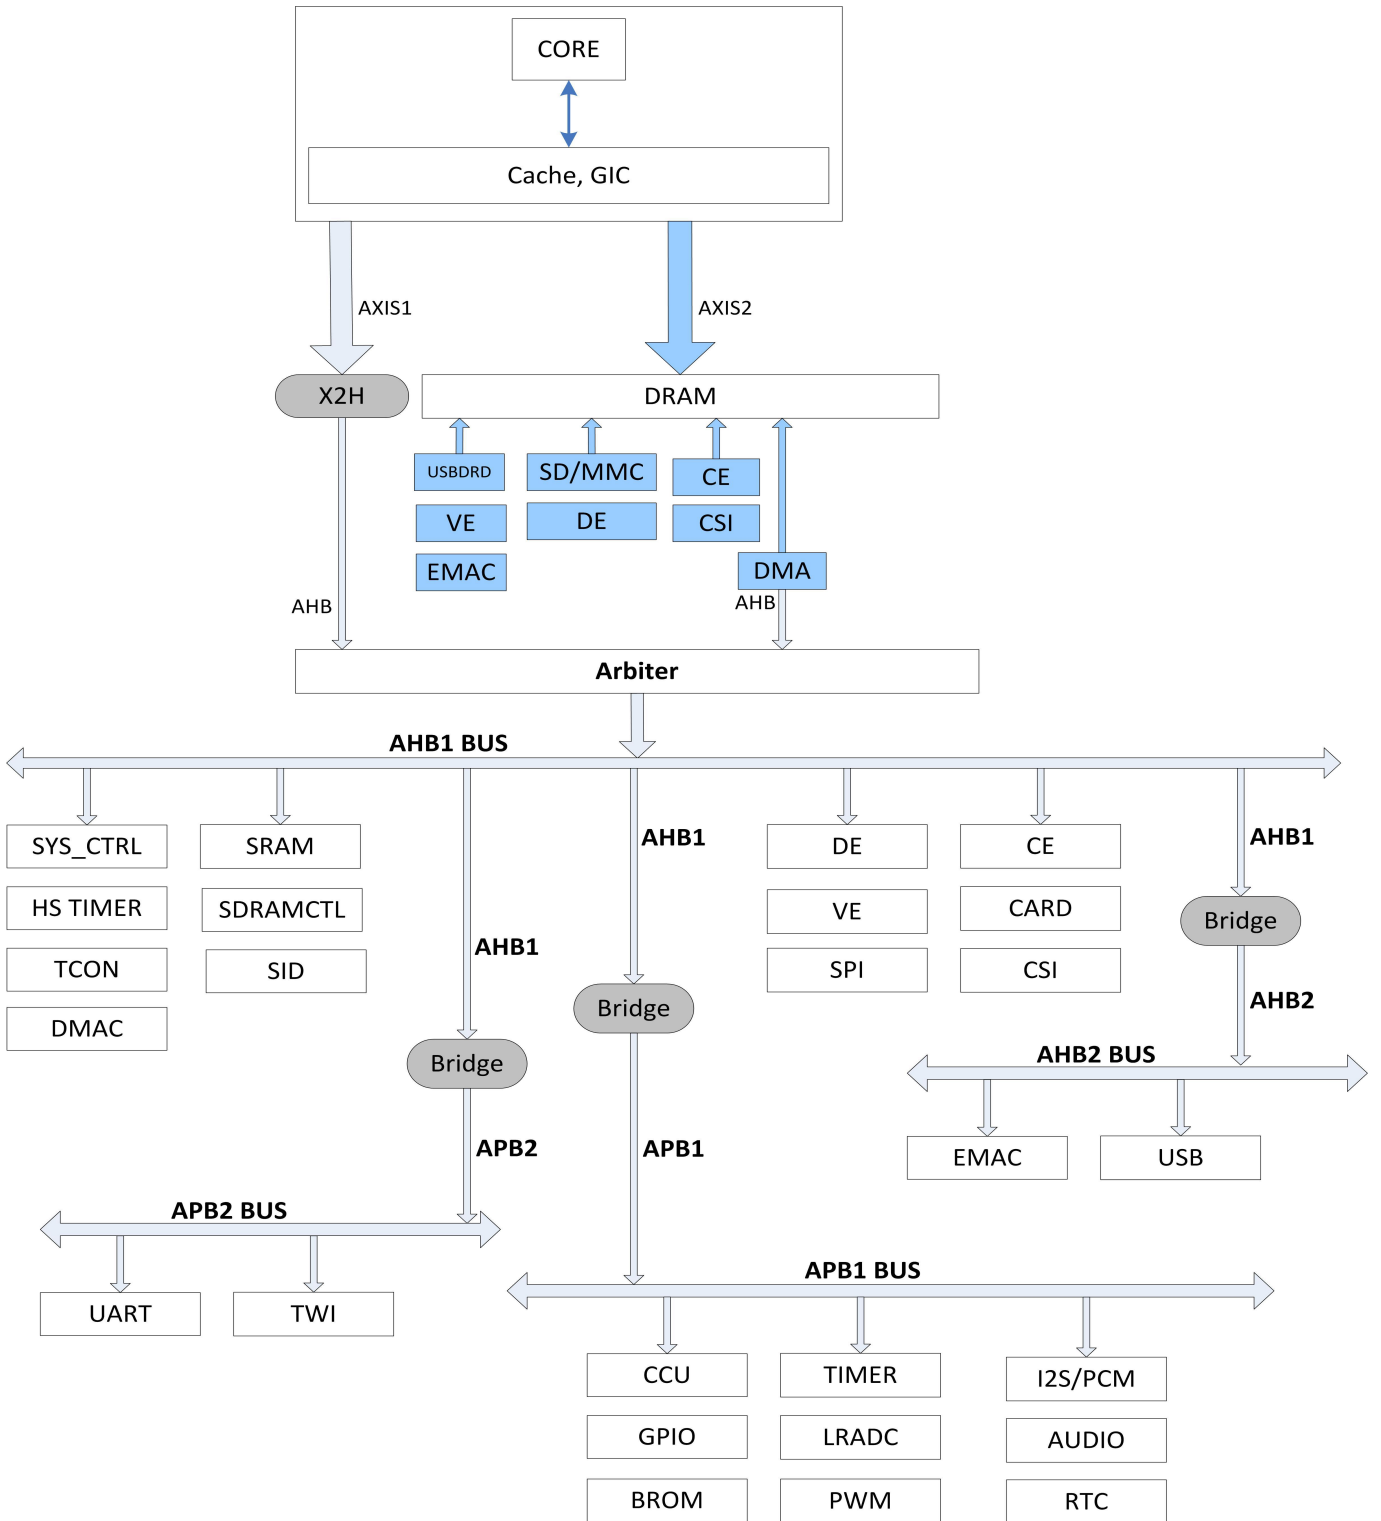 CORE
Cache, GIC
AXIS1
AXIS2
X2H
DRAM
USBDRD
SD/MMC
CE
VE
DE
CSI
EMAC
DMA
AHB
AHB
Arbiter
AHB1 BUS
SYS_CTRL
SRAM
AHB1
DE
CE
AHB1
HS TIMER
SDRAMCTL
VE
CARD
Bridge
AHB1
TCON
SID
SPI
CSI
Bridge
AHB2
DMAC
Bridge
AHB2 BUS
APB2
APB1
EMAC
USB
APB2 BUS
UART
TWI
APB1 BUS
CCU
TIMER
I2S/PCM
GPIO
LRADC
AUDIO
BROM
PWM
RTC